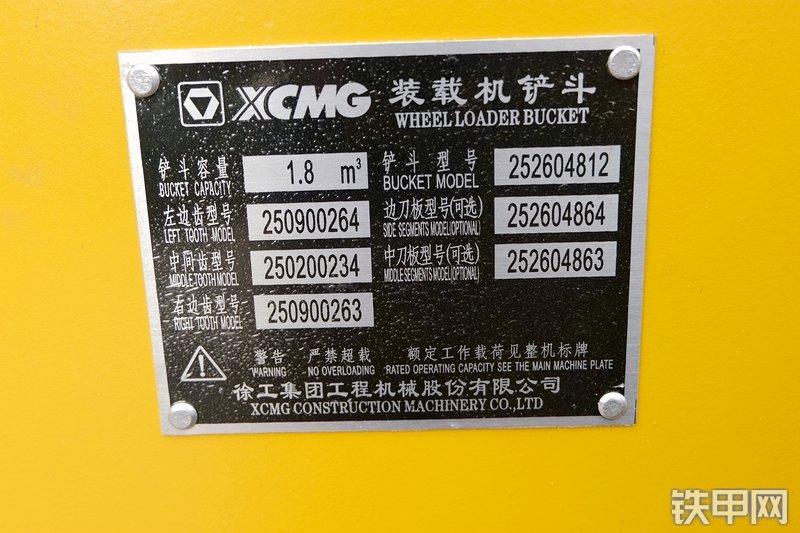 XCMG 装载机铲斗
WHEEL LOADER BUCKET
铲斗容量 1.8 m³ 铲斗型号 252604812
BUCKET CAPACITY BUCKET MODEL
左边齿型号 250900264 边刀板型号(可选) 252604864
LEFT TOOTH MODEL SIDE SEGMENTS MODEL(OPTIONAL)
中间齿型号 250200234 中刀板型号(可选) 252604863
MIDDLE TOOTH MODEL MIDDLE SEGMENTS MODEL(OPTIONAL)
右边齿型号 250900263
RIGHT TOOTH MODEL
警告 严禁超载 额定工作载荷见整机标牌
WARNING NO OVERLOADING RATED OPERATING CAPACITY SEE THE MAIN MACHINE PLATE
徐工集团工程机械股份有限公司
XCMG CONSTRUCTION MACHINERY CO.,LTD
铁甲网